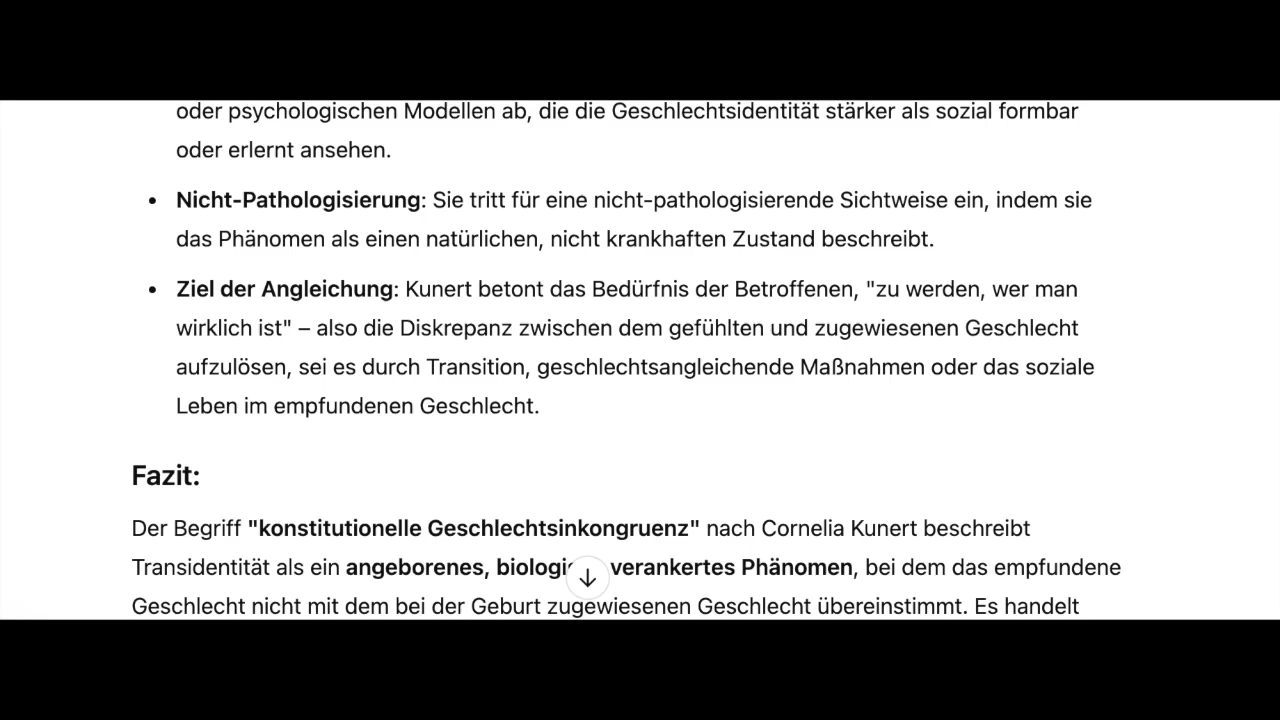 oder psychologischen Modellen ab, die die Geschlechtsidentität stärker als sozial formbar
oder erlernt ansehen.
• Nicht-Pathologisierung: Sie tritt für eine nicht-pathologisierende Sichtweise ein, indem sie
das Phänomen als einen natürlichen, nicht krankhaften Zustand beschreibt.
• Ziel der Angleichung: Kunert betont das Bedürfnis der Betroffenen, "zu werden, wer man
wirklich ist" – also die Diskrepanz zwischen dem gefühlten und zugewiesenen Geschlecht
aufzulösen, sei es durch Transition, geschlechtsangleichende Maßnahmen oder das soziale
Leben im empfundenen Geschlecht.
Fazit:
Der Begriff "konstitutionelle Geschlechtsinkongruenz" nach Cornelia Kunert beschreibt
Transidentität als ein angeborenes, verankertes Phänomen, bei dem das empfundene
Geschlecht nicht mit dem bei der Geburt zugewiesenen Geschlecht übereinstimmt. Es handelt